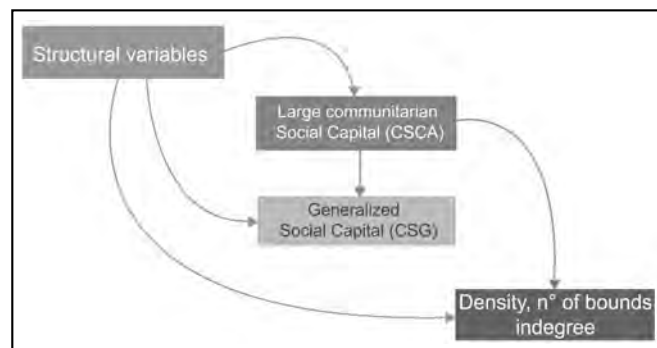 Structural variables
Large communitarian
Social Capital (CSCA)
Generalized
Social Capital (CSG)
Density, n° of bounds
indegree